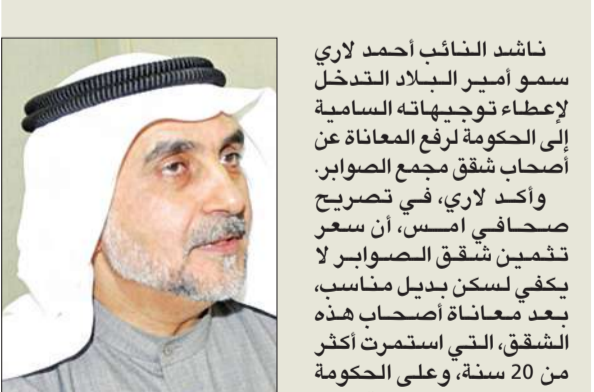 ناشد النائب أحمد لاري
سمو أمير البلاد التدخل
لإعطاء توجيهاته السامية
إلى الحكومة لرفع المعاناة عن
أصحاب شقق مجمع الصوابر.
وأكد لاري، في تصريح
صحافي امس، أن سعر
تثمين شقق الصوابر لا
يكفي لسكن بديل مناسب،
بعد معاناة أصحاب هذه
الشقق، التي استمرت أكثر
من 20 سنة، وعلى الحكومة